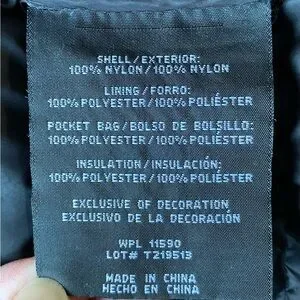 SHELL/EXTERIOR:
100% NYLON/100% NYLON
LINING/FORRO:
100% POLYESTER/100% POLIÉSTER
POCKET BAG/BOLSO DE BOLSILLO:
100% POLYESTER/100% POLIÉSTER
INSULATION/INSULACIÓN:
100% POLYESTER/100% POLIÉSTER
EXCLUSIVE OF DECORATION
EXCLUSIVO DE LA DECORACIÓN
WPL 11590
LOT# T219513
MADE IN CHINA
HECHO EN CHINA